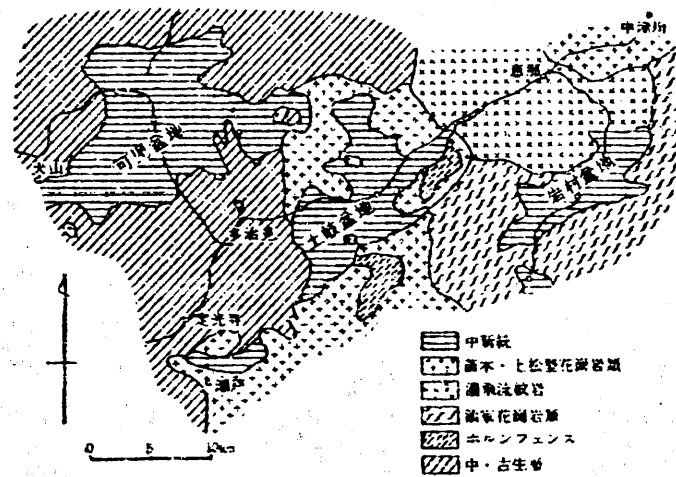 中津川
恵那
犬山
可児盆地
岩村盆地
土岐盆地
多治見
定光寺
瀬戸
中新統
苗木・上松型花崗岩類
濃飛流紋岩
領家花崗岩類
ホルンフェンス
中・古生層
0 5 10km